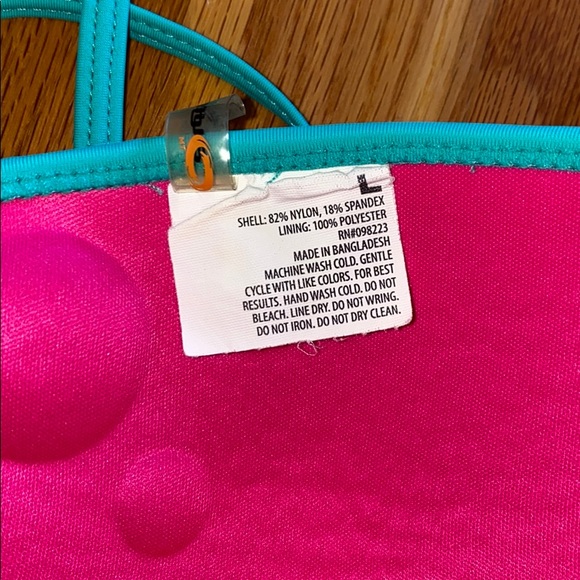 L
SHELL: 82% NYLON, 18% SPANDEX
LINING: 100% POLYESTER
RN#098223
MADE IN BANGLADESH
MACHINE WASH COLD. GENTLE
CYCLE WITH LIKE COLORS. FOR BEST
RESULTS. HAND WASH COLD. DO NOT
BLEACH. LINE DRY. DO NOT WRING.
DO NOT IRON. DO NOT DRY CLEAN.